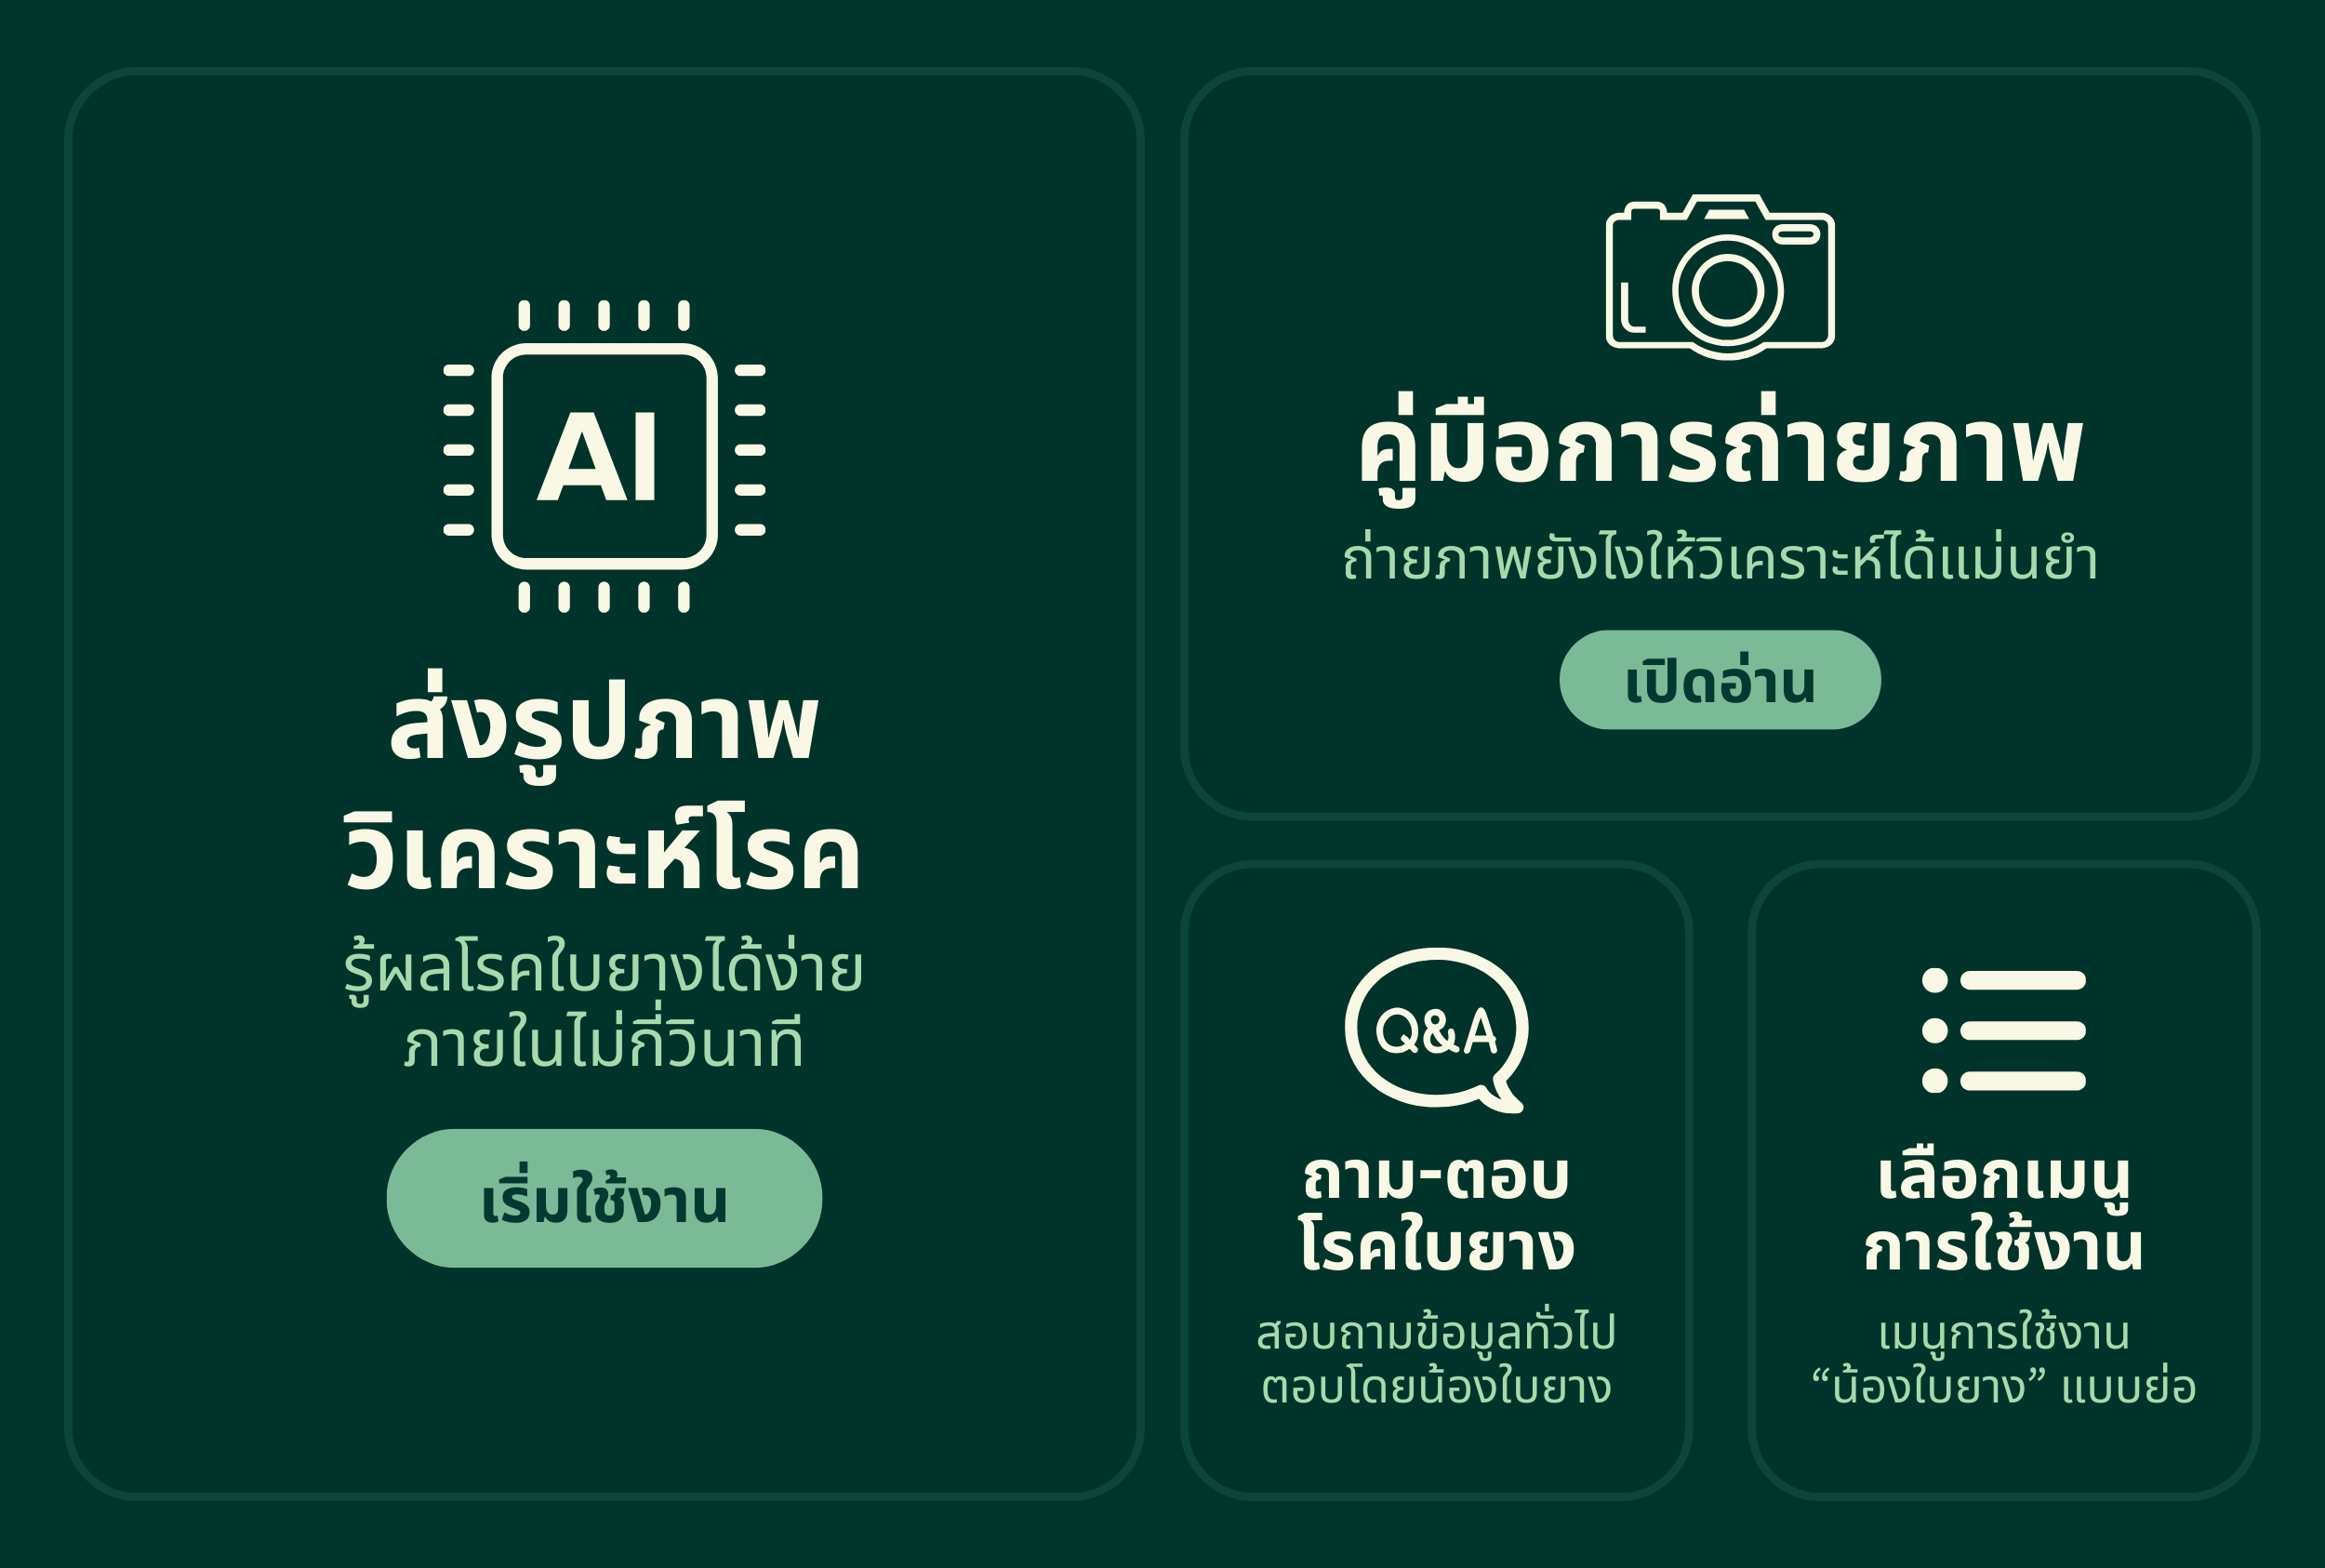 AI
ส่งรูปภาพ
วิเคราะห์โรค
รู้ผลโรคใบยางได้ง่าย
ภายในไม่กี่วินาที
เริ่มใช้งาน
คู่มือการถ่ายภาพ
ถ่ายภาพยังไงให้วิเคราะห์ได้แม่นยำ
เปิดอ่าน
Q&A
ถาม-ตอบ
โรคใบยาง
สอบถามข้อมูลทั่วไป
ตอบโดยน้องใบยาง
เลือกเมนู
การใช้งาน
เมนูการใช้งาน
“น้องใบยาง” แบบย่อ